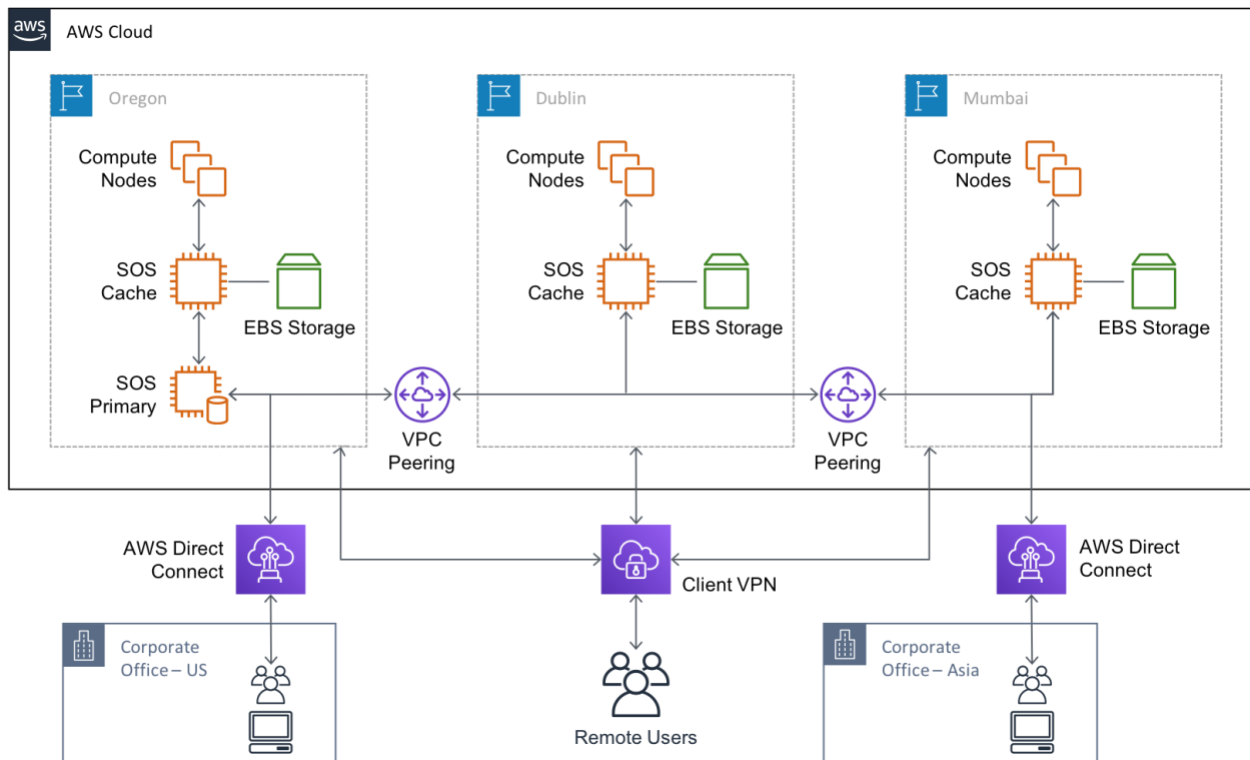 aws
AWS Cloud
Oregon
Dublin
Mumbai
Compute
Nodes
Compute
Nodes
Compute
Nodes
SOS
Cache
EBS Storage
SOS
Cache
EBS Storage
SOS
Cache
EBS Storage
SOS
Primary
VPC
Peering
VPC
Peering
AWS Direct
Connect
Client VPN
AWS Direct
Connect
Corporate
Office – US
Remote Users
Corporate
Office – Asia